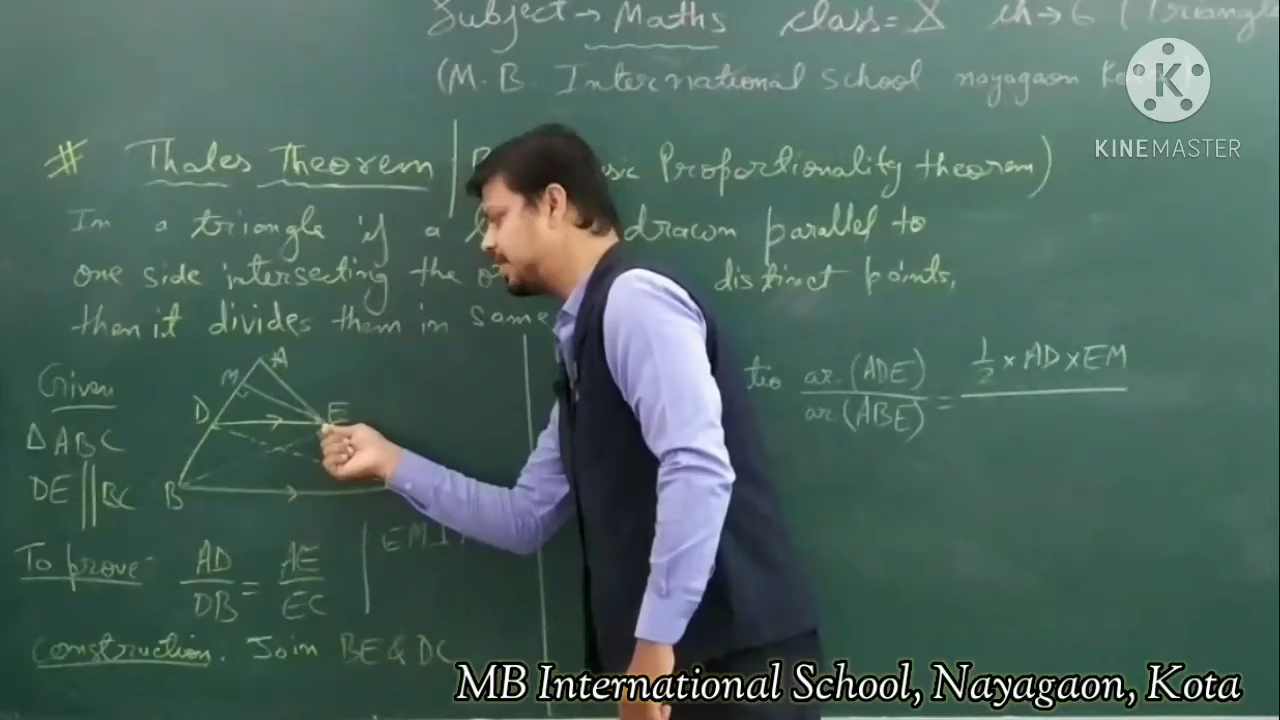 Subject → Maths class = X ch → 6 (Triangle
(M.B International School nayagaon
K
KINEMASTER
# Thales Theorem | Proportionality theorem)
In a triangle if a drawn parallel to
one side intersecting the distinct points,
then it divides them in same
tio ar.(ADE) / ar.(ABE) = 1/2 × AD × EM
Given
Δ ABC
DE || BC
A
M
D E
B
To prove AD/DB = AE/EC
EM ⊥
Construction. Join BE & DC
MB International School, Nayagaon, Kota